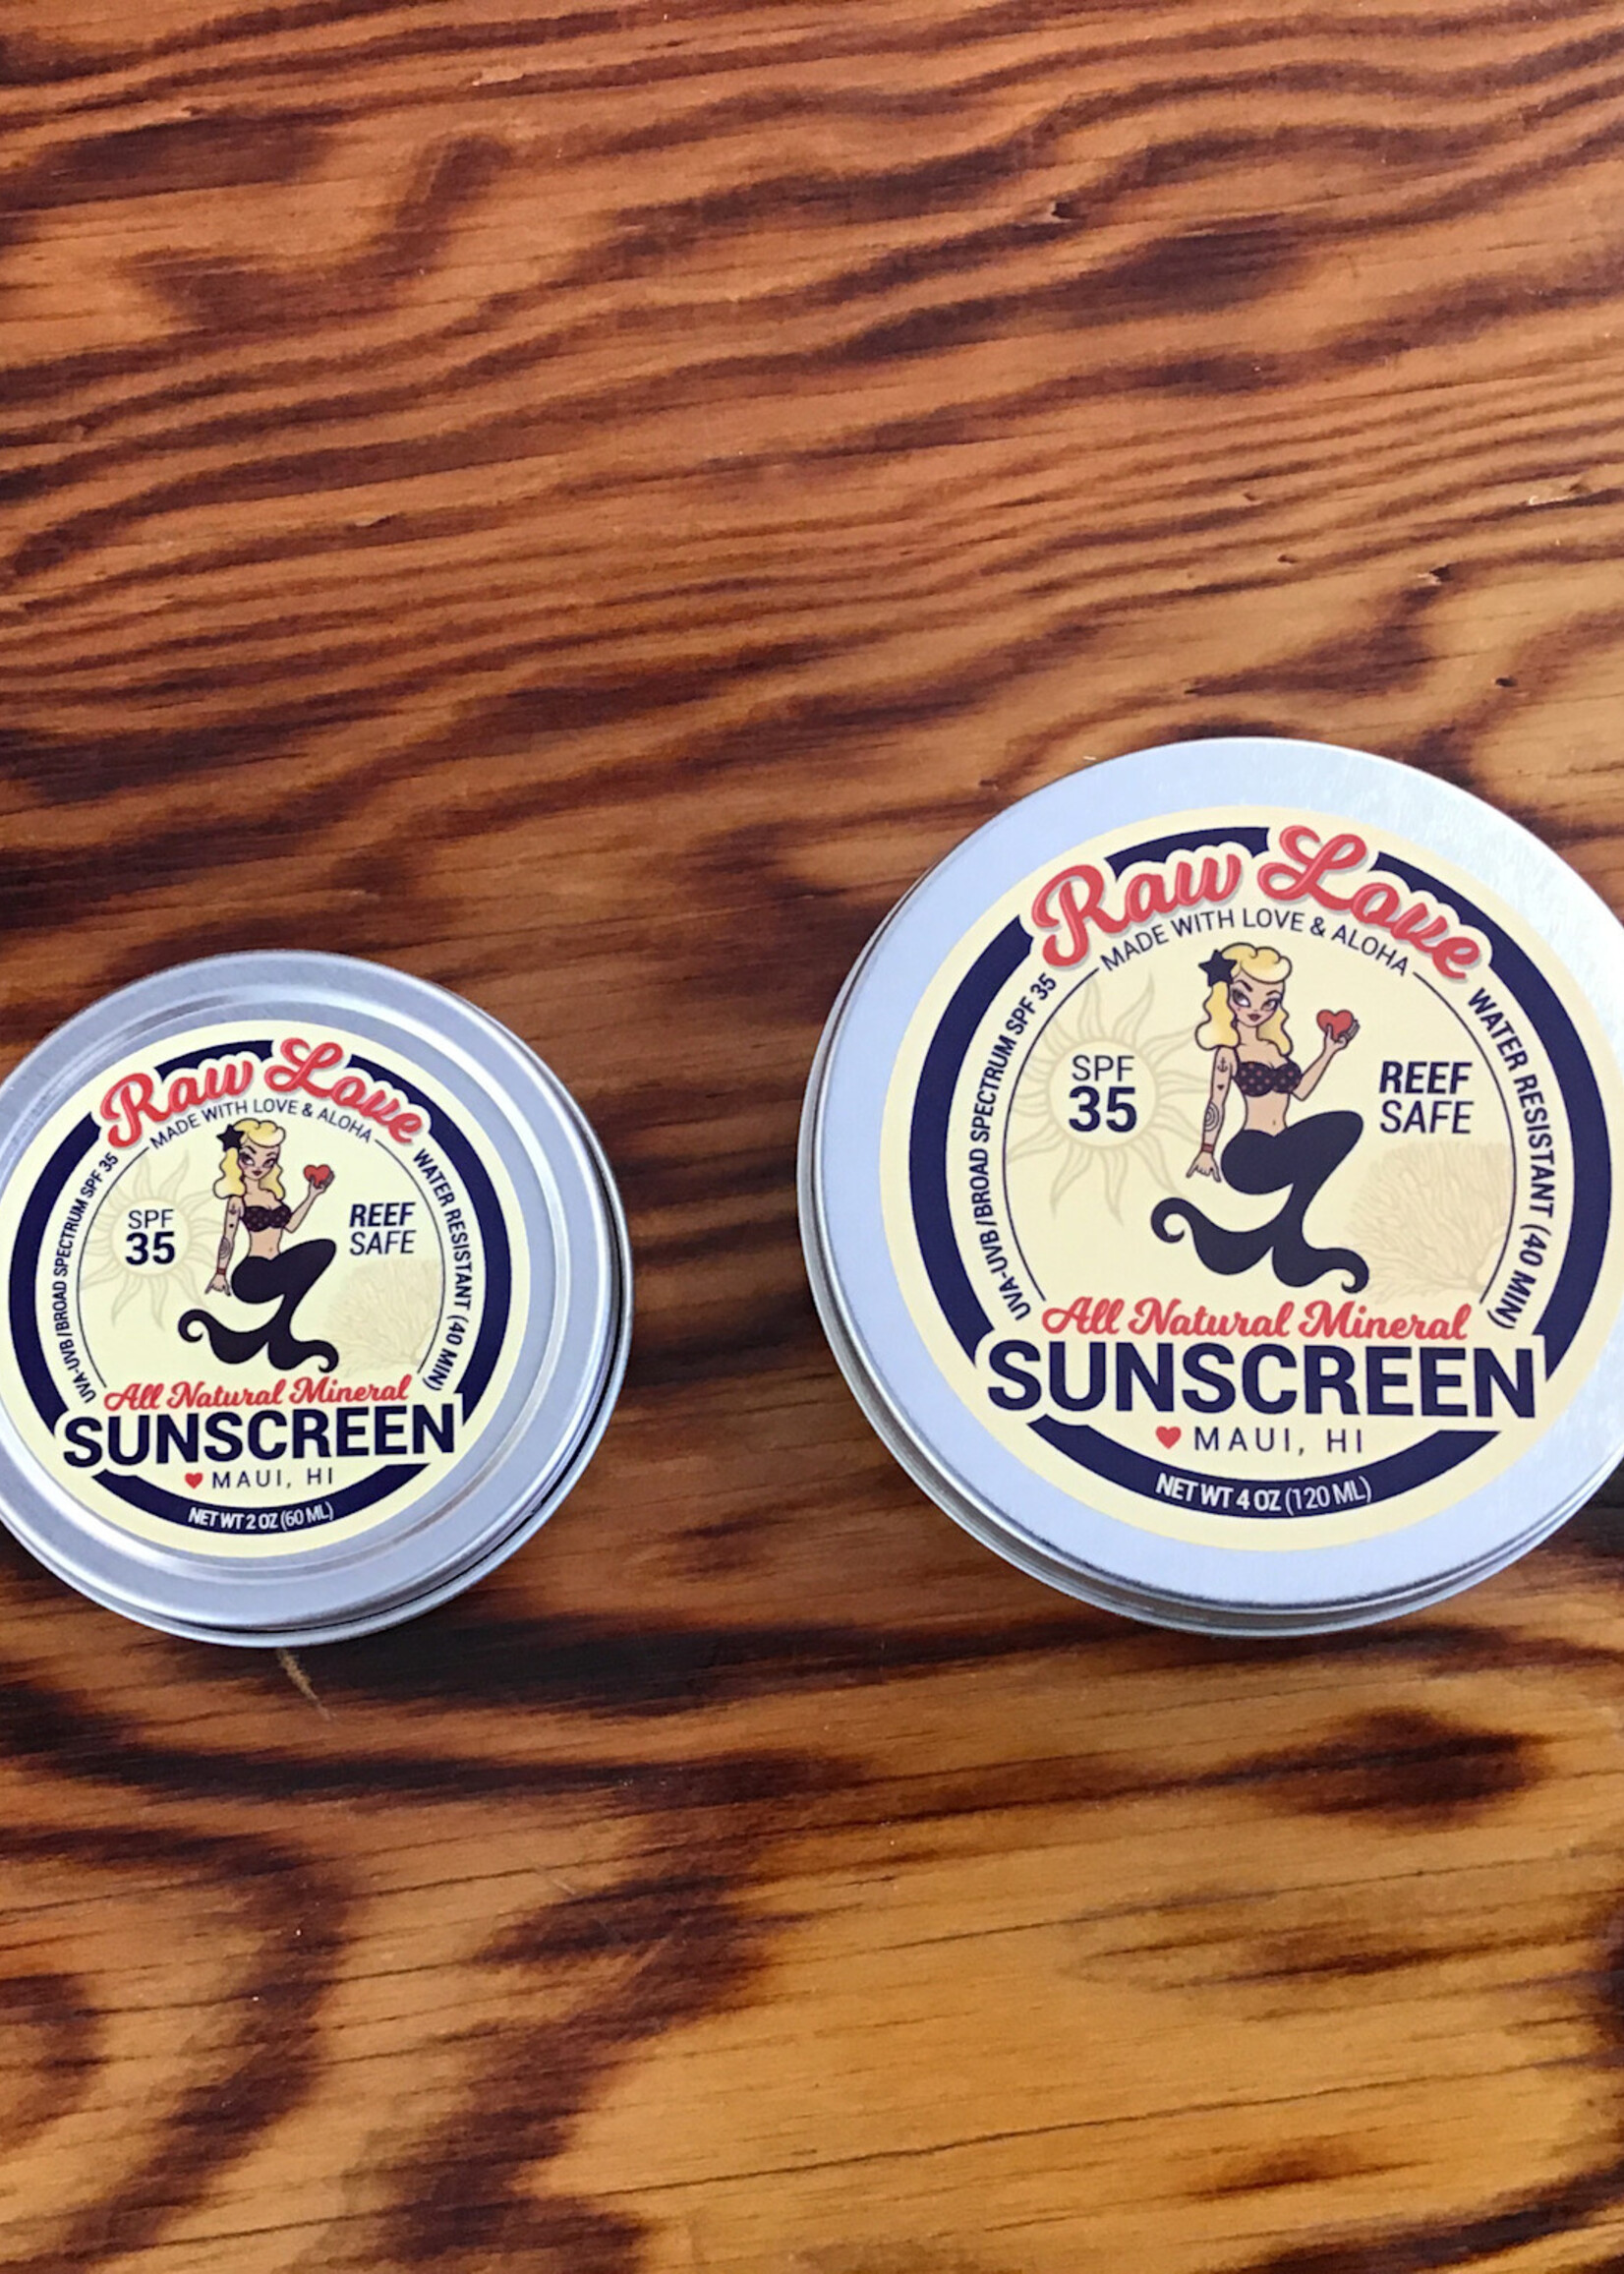 Raw Love
MADE WITH LOVE & ALOHA
UVA-UVB/BROAD SPECTRUM SPF 35
SPF
35
REEF
SAFE
WATER RESISTANT (40 MIN)
All Natural Mineral
SUNSCREEN
MAUI, HI
NET WT 2 OZ (60 ML)
Raw Love
MADE WITH LOVE & ALOHA
UVA-UVB/BROAD SPECTRUM SPF 35
SPF
35
REEF
SAFE
WATER RESISTANT (40 MIN)
All Natural Mineral
SUNSCREEN
MAUI, HI
NET WT 4 OZ (120 ML)